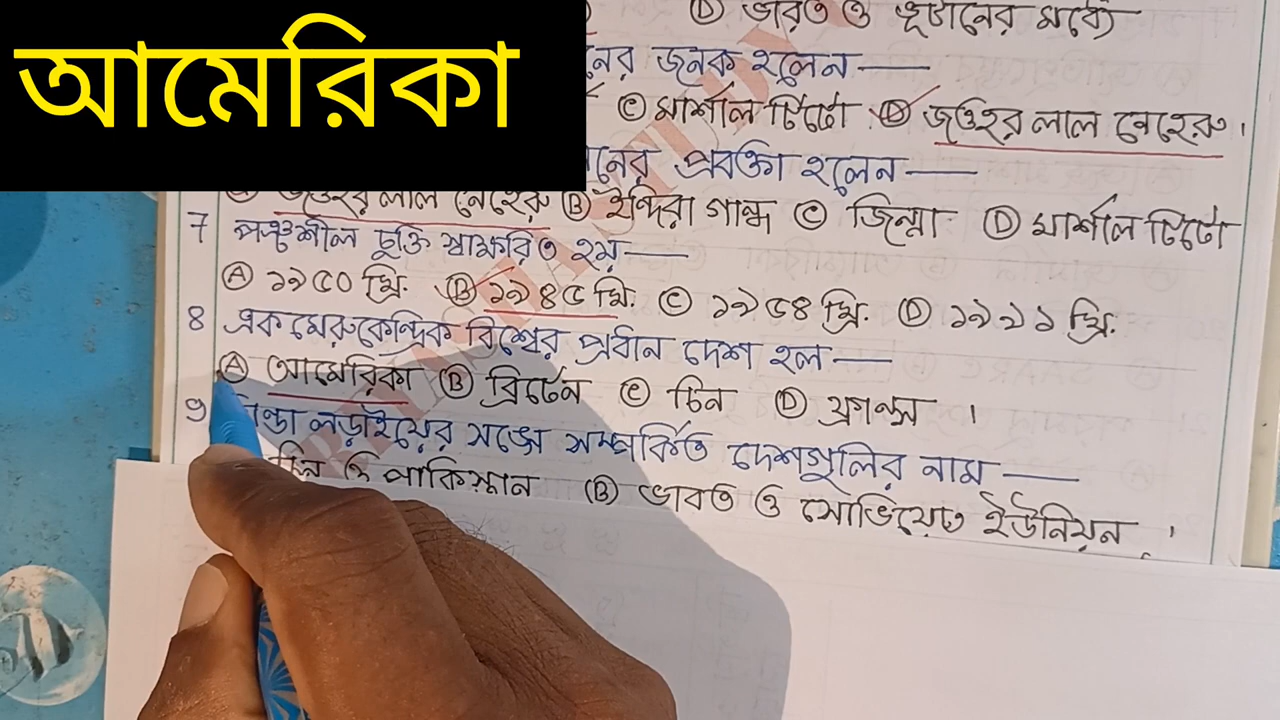 আমেরিকা
D ভারত ও ভূটানের মধ্যে
নের জনক হলেন —
C মার্শাল টিটো D জওহর লাল নেহেরু।
নের প্রবক্তা হলেন —
A জওহর লাল নেহেরু B ইন্দিরা গান্ধী C জিন্না D মার্শাল টিটো
7 পঞ্চশীল চুক্তি স্বাক্ষরিত হয় —
A ১৯৫০ খ্রি. B ১৯৪৫ খ্রি. C ১৯৫৪ খ্রি. D ১৯৯১ খ্রি.
8 এক মেরুকেন্দ্রিক বিশ্বের প্রধান দেশ হল —
A আমেরিকা B ব্রিটেন C চিন D ফ্রান্স ।
9 ঠান্ডা লড়াইয়ের সঙ্গে সম্পর্কিত দেশগুলির নাম —
চিন ও পাকিস্তান B ভারত ও সোভিয়েত ইউনিয়ন ।